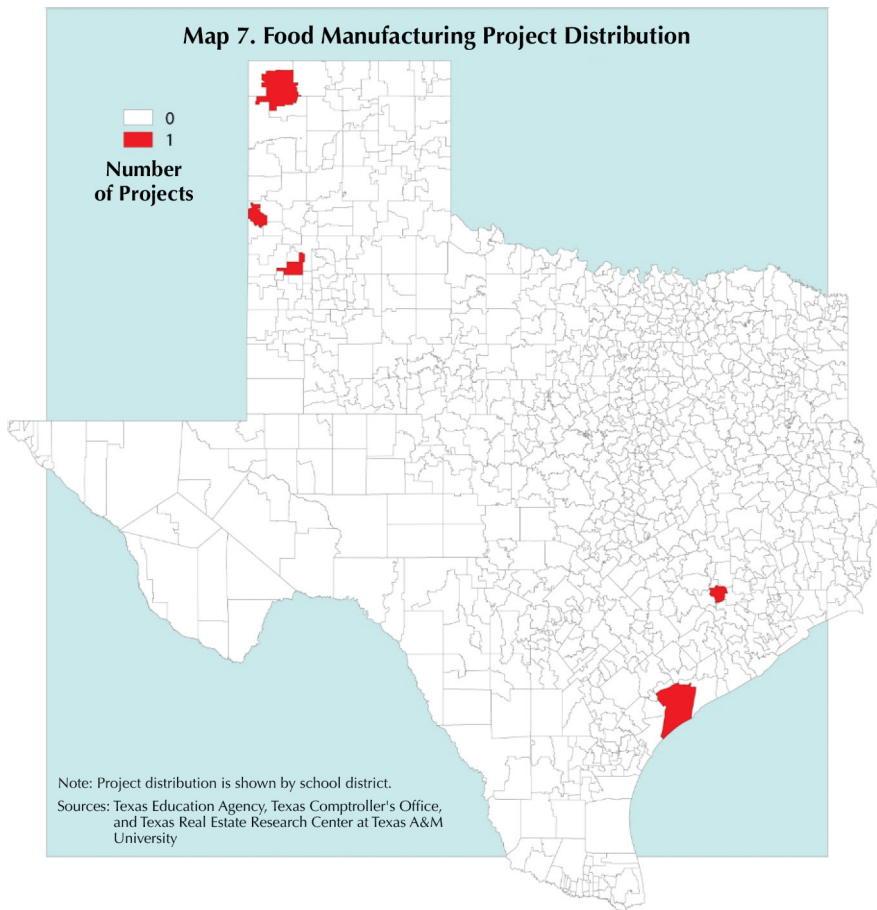 Map 7. Food Manufacturing Project Distribution
0
1
Number
of Projects
Note: Project distribution is shown by school district.
Sources: Texas Education Agency, Texas Comptroller's Office,
and Texas Real Estate Research Center at Texas A&M
University